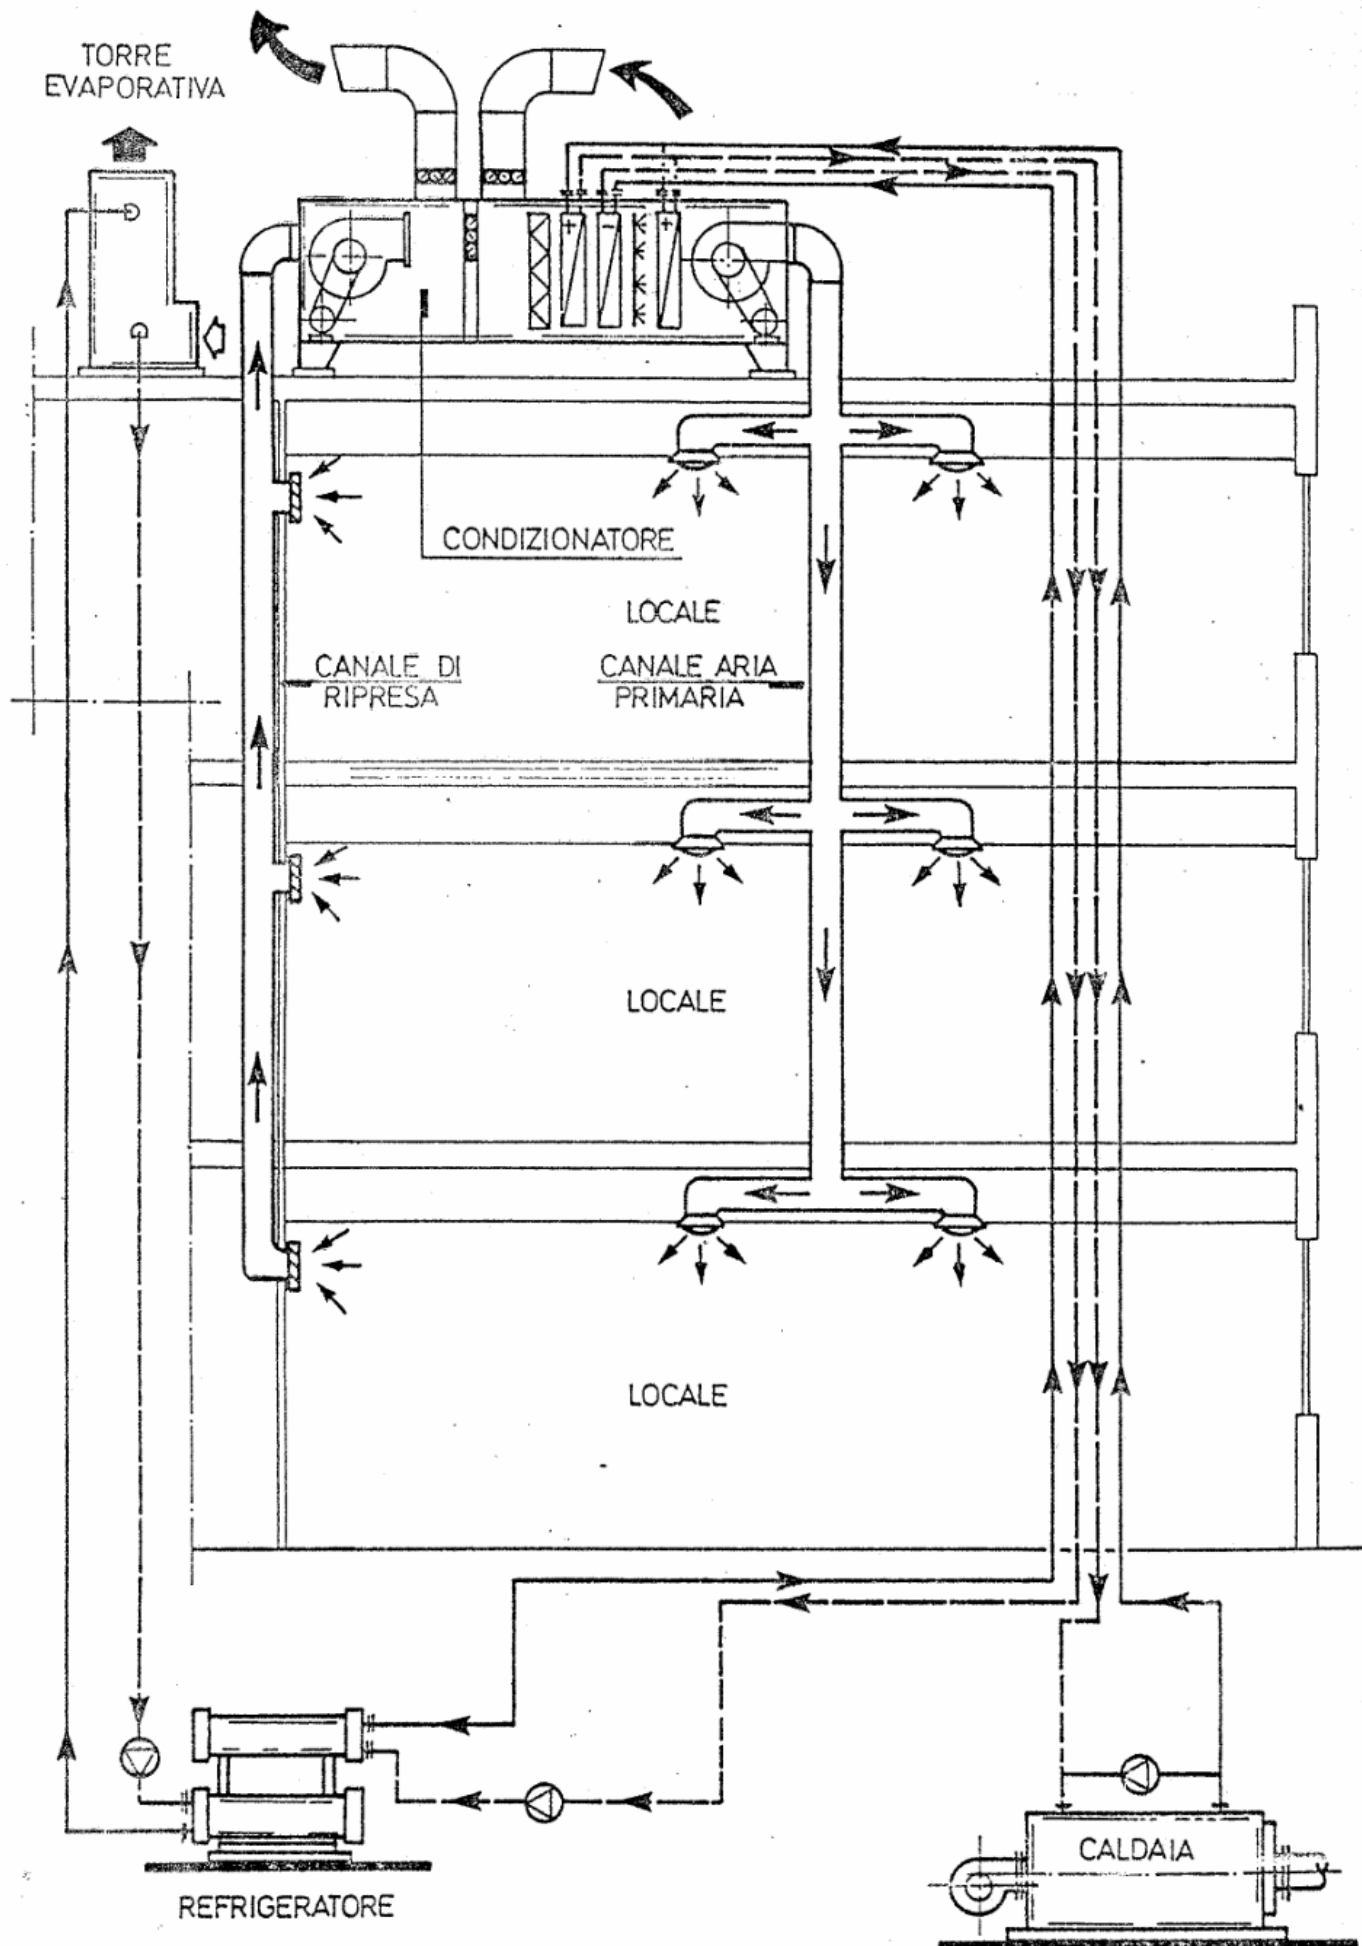 TORRE
EVAPORATIVA
CONDIZIONATORE
LOCALE
CANALE DI
RIPRESA
CANALE ARIA
PRIMARIA
LOCALE
LOCALE
CALDAIA
REFRIGERATORE